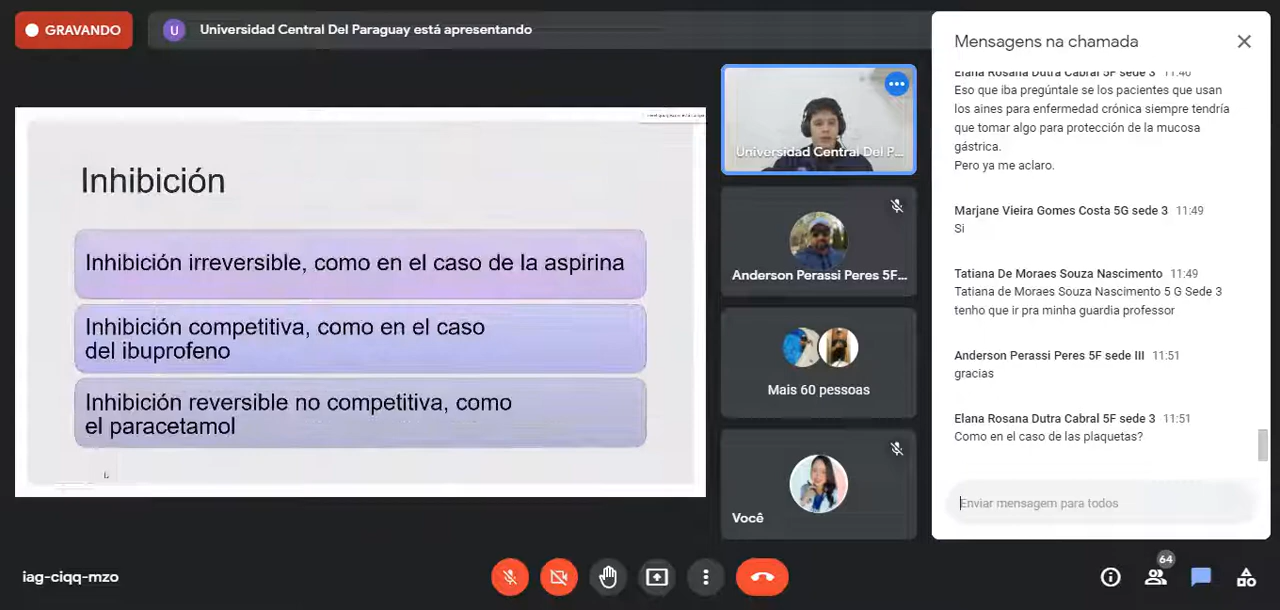 GRAVANDO
U
Universidad Central Del Paraguay está apresentando
Inhibición
Inhibición irreversible, como en el caso de la aspirina
Inhibición competitiva, como en el caso
del ibuprofeno
Inhibición reversible no competitiva, como
el paracetamol
Universidad Central Del P...
Anderson Perassi Peres 5F...
Mais 60 pessoas
Você
Mensagens na chamada
Elana Rosana Dutra Cabral 5F sede 3 11:46
Eso que iba pregúntale se los pacientes que usan
los aines para enfermedad crónica siempre tendría
que tomar algo para protección de la mucosa
gástrica.
Pero ya me aclaro.
Marjane Vieira Gomes Costa 5G sede 3 11:49
Si
Tatiana De Moraes Souza Nascimento 11:49
Tatiana de Moraes Souza Nascimento 5 G Sede 3
tenho que ir pra minha guardia professor
Anderson Perassi Peres 5F sede III 11:51
gracias
Elana Rosana Dutra Cabral 5F sede 3 11:51
Como en el caso de las plaquetas?
Enviar mensagem para todos
iag-ciqq-mzo
64